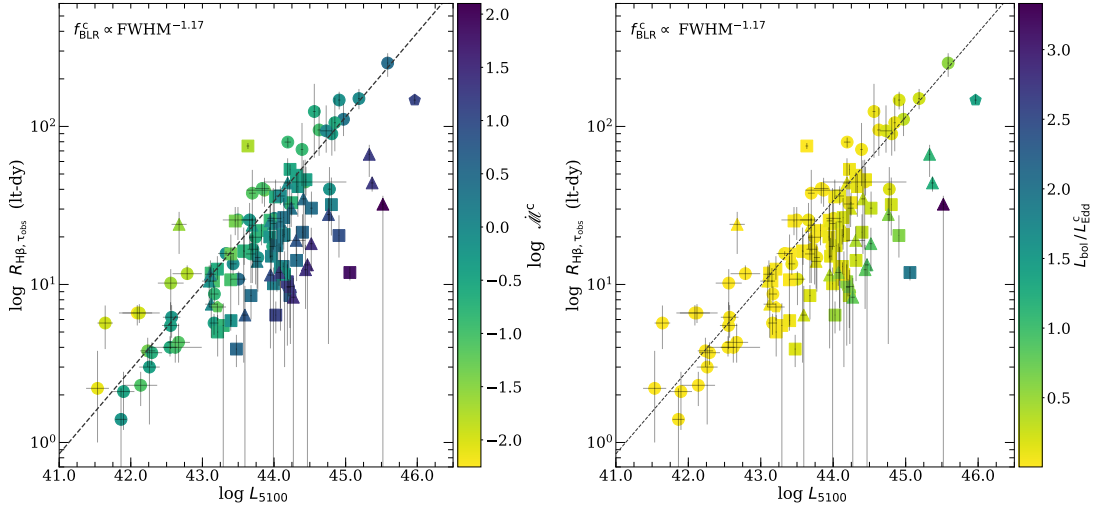 f_BLR^c ∝ FWHM^−1.17
log R_Hβ, τ_obs (lt-dy)
10^2
10^1
10^0
41.0 42.0 43.0 44.0 45.0 46.0
log L_5100
2.0
1.5
1.0
0.5
0.0
−0.5
−1.0
−1.5
−2.0
log ℳ^c
f_BLR^c ∝ FWHM^−1.17
log R_Hβ, τ_obs (lt-dy)
10^2
10^1
10^0
41.0 42.0 43.0 44.0 45.0 46.0
log L_5100
3.0
2.5
2.0
1.5
1.0
0.5
L_bol/L_Edd^c